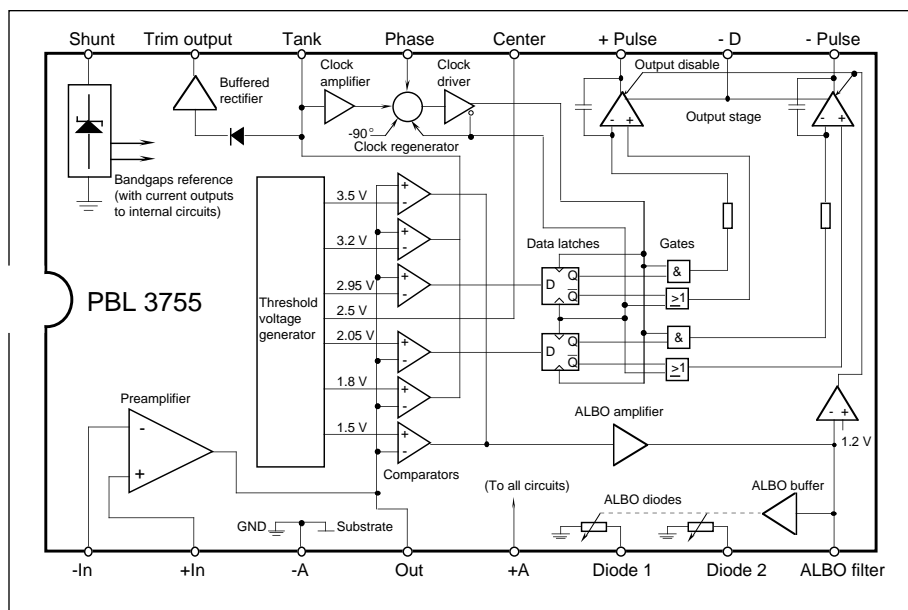 Shunt
Trim output
Tank
Phase
Center
+ Pulse
- D
- Pulse
Clock
amplifier
Clock
driver
Output disable
Buffered
rectifier
Output stage
-90°
Clock regenerator
- +
- +
Bandgaps reference
(with current outputs
to internal circuits)
3.5 V
+
-
3.2 V
+
-
Data latches
Gates
PBL 3755
Threshold
voltage
generator
2.95 V
+
-
D
Q
Q
&
≥1
2.5 V
2.05 V
+
-
D
Q
Q
&
≥1
1.8 V
+
-
Preamplifier
-
+
1.5 V
+
-
Comparators
ALBO amplifier
- +
1.2 V
(To all circuits)
ALBO diodes
ALBO buffer
GND
Substrate
-In
+In
-A
Out
+A
Diode 1
Diode 2
ALBO filter